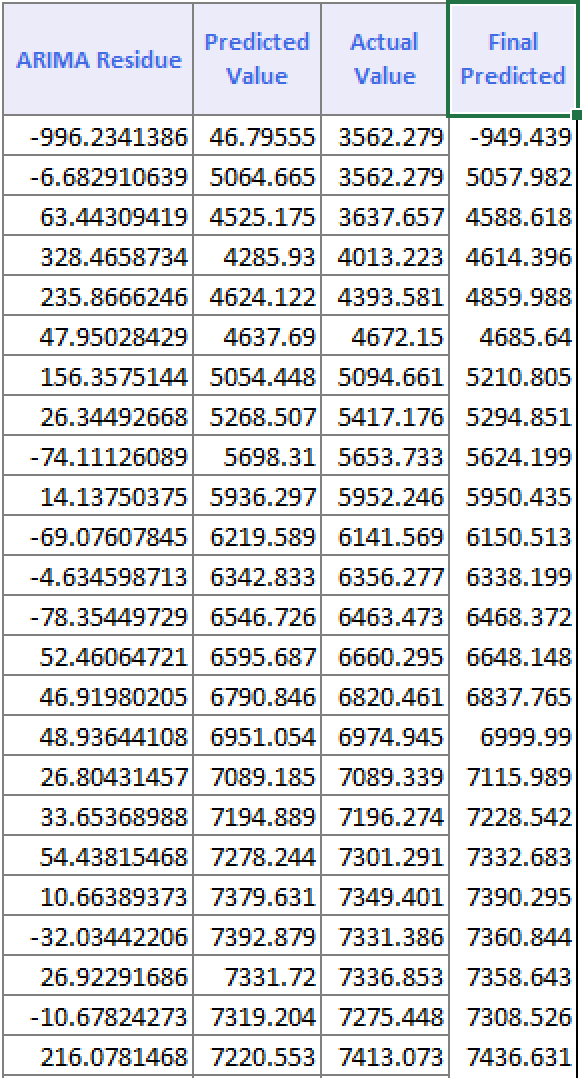 ARIMA Residue Predicted Value Actual Value Final Predicted
-996.2341386 46.79555 3562.279 -949.439
-6.682910639 5064.665 3562.279 5057.982
63.44309419 4525.175 3637.657 4588.618
328.4658734 4285.93 4013.223 4614.396
235.8666246 4624.122 4393.581 4859.988
47.95028429 4637.69 4672.15 4685.64
156.3575144 5054.448 5094.661 5210.805
26.34492668 5268.507 5417.176 5294.851
-74.11126089 5698.31 5653.733 5624.199
14.13750375 5936.297 5952.246 5950.435
-69.07607845 6219.589 6141.569 6150.513
-4.634598713 6342.833 6356.277 6338.199
-78.35449729 6546.726 6463.473 6468.372
52.46064721 6595.687 6660.295 6648.148
46.91980205 6790.846 6820.461 6837.765
48.93644108 6951.054 6974.945 6999.99
26.80431457 7089.185 7089.339 7115.989
33.65368988 7194.889 7196.274 7228.542
54.43815468 7278.244 7301.291 7332.683
10.66389373 7379.631 7349.401 7390.295
-32.03442206 7392.879 7331.386 7360.844
26.92291686 7331.72 7336.853 7358.643
-10.67824273 7319.204 7275.448 7308.526
216.0781468 7220.553 7413.073 7436.631